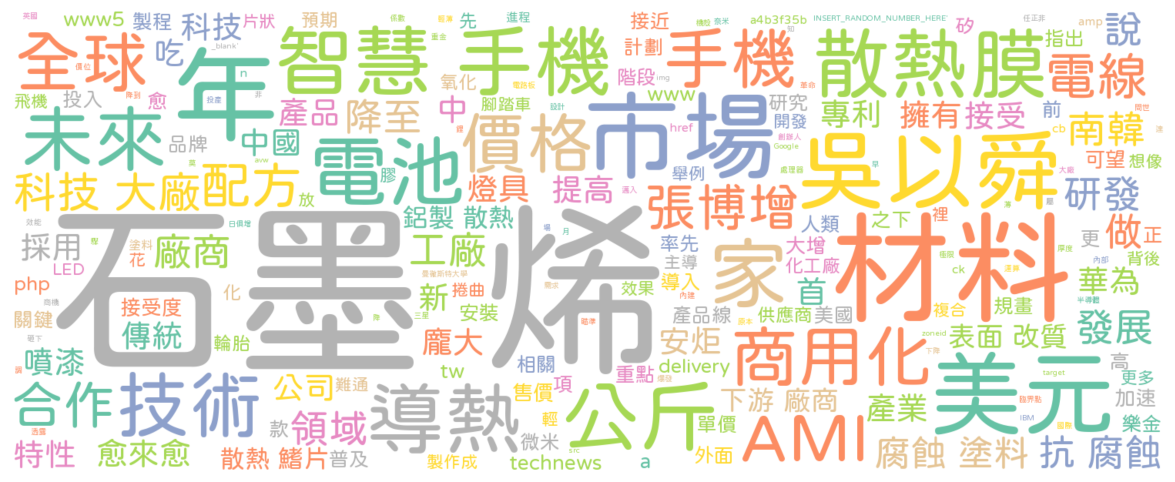 www5 製程 科技 片狀 預期 先 進程 接近 a4b3f35b INSERT_RANDOM_NUMBER_HERE 矽 amp 說
全球 年 智慧 手機 計劃 手機 散熱膜 指出 電線
_blank 氧化 階段 img
飛機 n 投入 愈 產品 中 腳踏車 www 研究 專利 擁有 接受 前
未來 品牌 中國 降至 價格 href 市場 開發 創辦人 Google cb 南韓
電池 膠 舉例 吳以舜 可望 想像
科技 大廠 配方 放 燈具 提高 處理器 大廠
張博增 人類 之下 裡 研發
石墨烯 鋁製 散熱 率先 主導 家 大增 材料 更 做 正
採用 塗料 花 廠商 工廠 化工廠 背後
LED 導入 ck 華為
php 接受度 化 新 捲曲 效果 首 規畫
關鍵 傳統 輪胎 安裝 產品線 供應商 美國 複合 發展
噴漆 龐大 安炬 商用化 表面 改質
相關 tw delivery zoneid 高
合作 技術 公司 難通 導熱 售價 項 重點 公斤 下游 廠商 美元 target 更多
輕 單價 產業 加速
款 領域 微米 AMI IBM 樂金
特性 愈來愈 散熱 鰭片 普及 製作成 technews src a 外面 腐蝕 塗料 抗 腐蝕